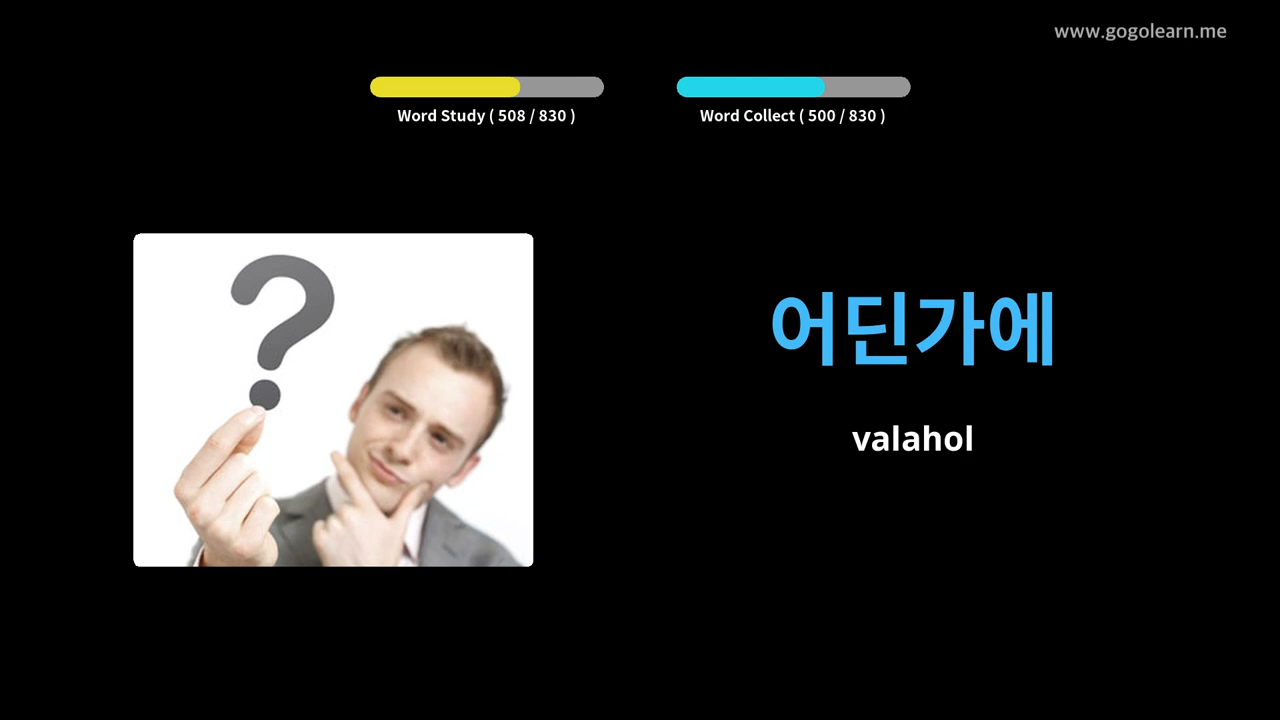 www.gogolearn.me
Word Study ( 508 / 830 )
Word Collect ( 500 / 830 )
?
어딘가에
valahol